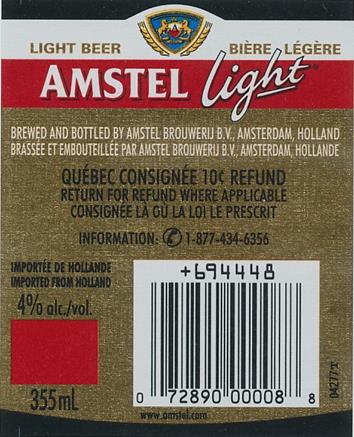 LIGHT BEER BIÈRE LÉGÈRE
AMSTEL Light
BREWED AND BOTTLED BY AMSTEL BROUWERIJ B.V., AMSTERDAM, HOLLAND
BRASSÉE ET EMBOUTEILLÉE PAR AMSTEL BROUWERIJ B.V., AMSTERDAM, HOLLANDE
QUÉBEC CONSIGNÉE 10¢ REFUND
RETURN FOR REFUND WHERE APPLICABLE
CONSIGNÉE LÀ OÙ LA LOI LE PRESCRIT
INFORMATION: ✆ 1-877-434-6356
IMPORTÉE DE HOLLANDE
IMPORTED FROM HOLLAND
4% alc./vol.
355mL
+694448
0 72890 00008 8
www.amstel.com
04277T